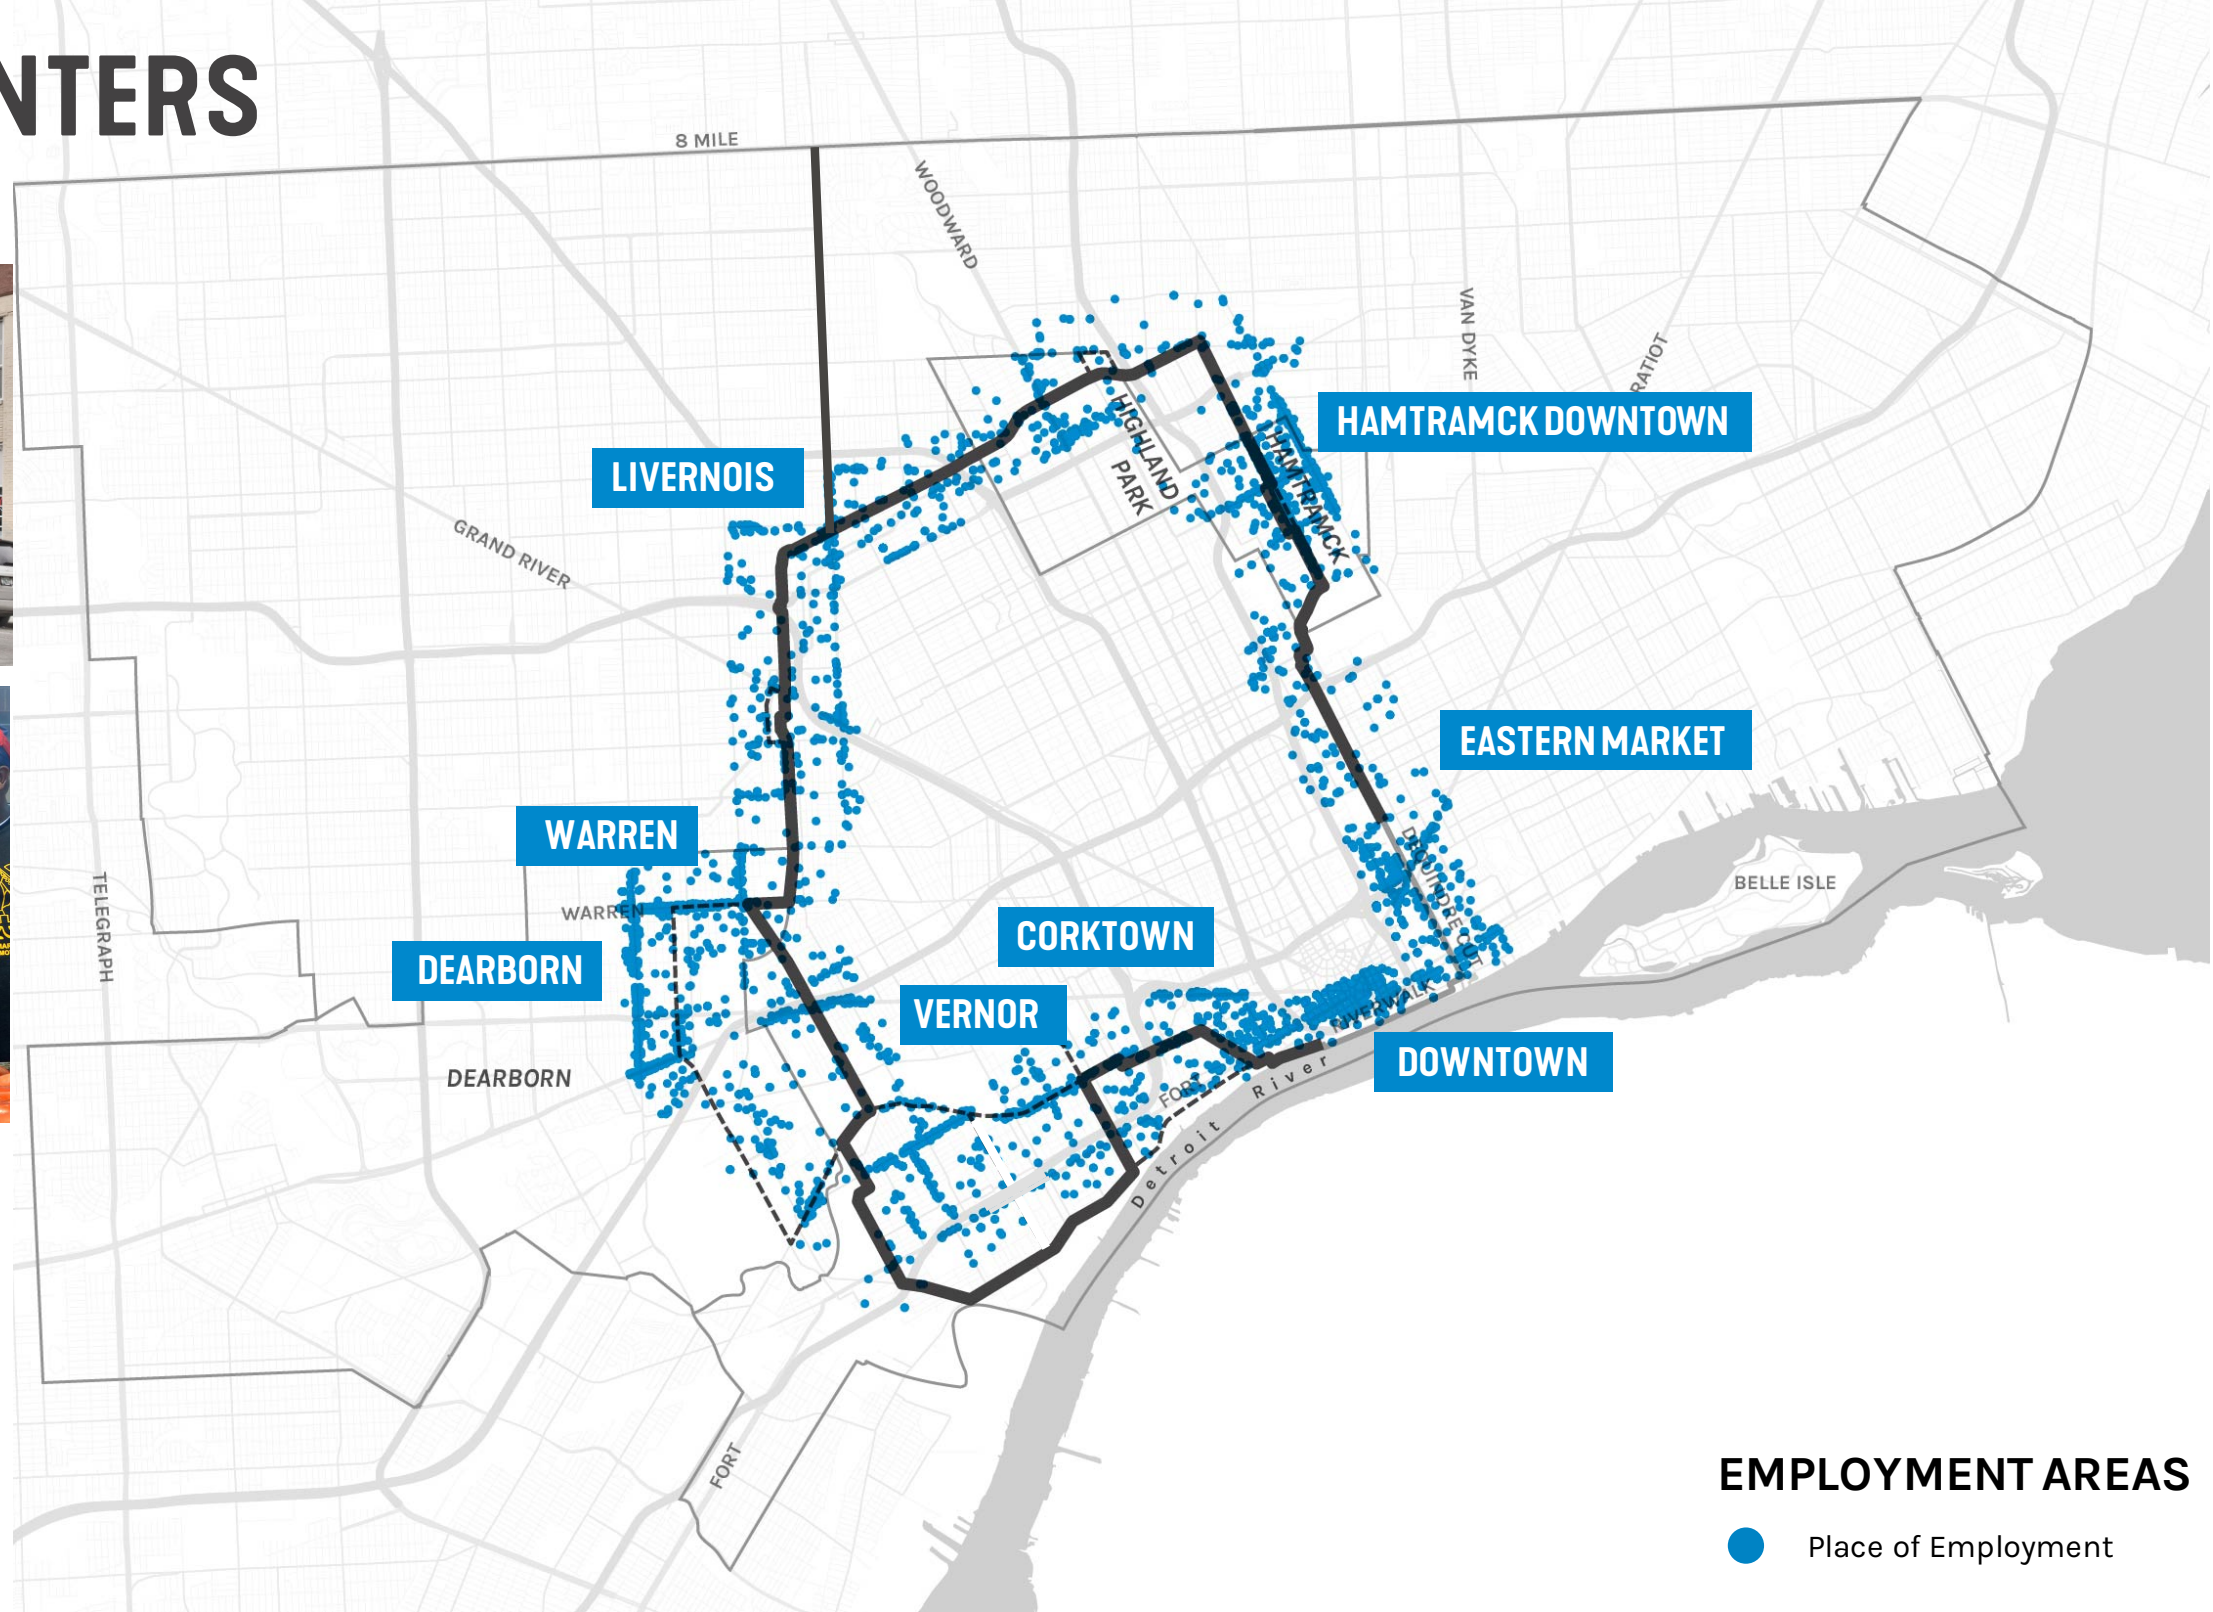 NTERS
8 MILE
WOODWARD
VAN DYKE
RATIOT
HAMTRAMCK DOWNTOWN
HIGHLAND
PARK
HAMTRAMCK
LIVERNOIS
GRAND RIVER
EASTERN MARKET
WARREN
DEQUINDRE CUT
BELLE ISLE
TELEGRAPH
WARREN
CORKTOWN
DEARBORN
VERNOR
RIVERWALK
DOWNTOWN
DEARBORN
FORT
Detroit River
FORT
EMPLOYMENT AREAS
Place of Employment